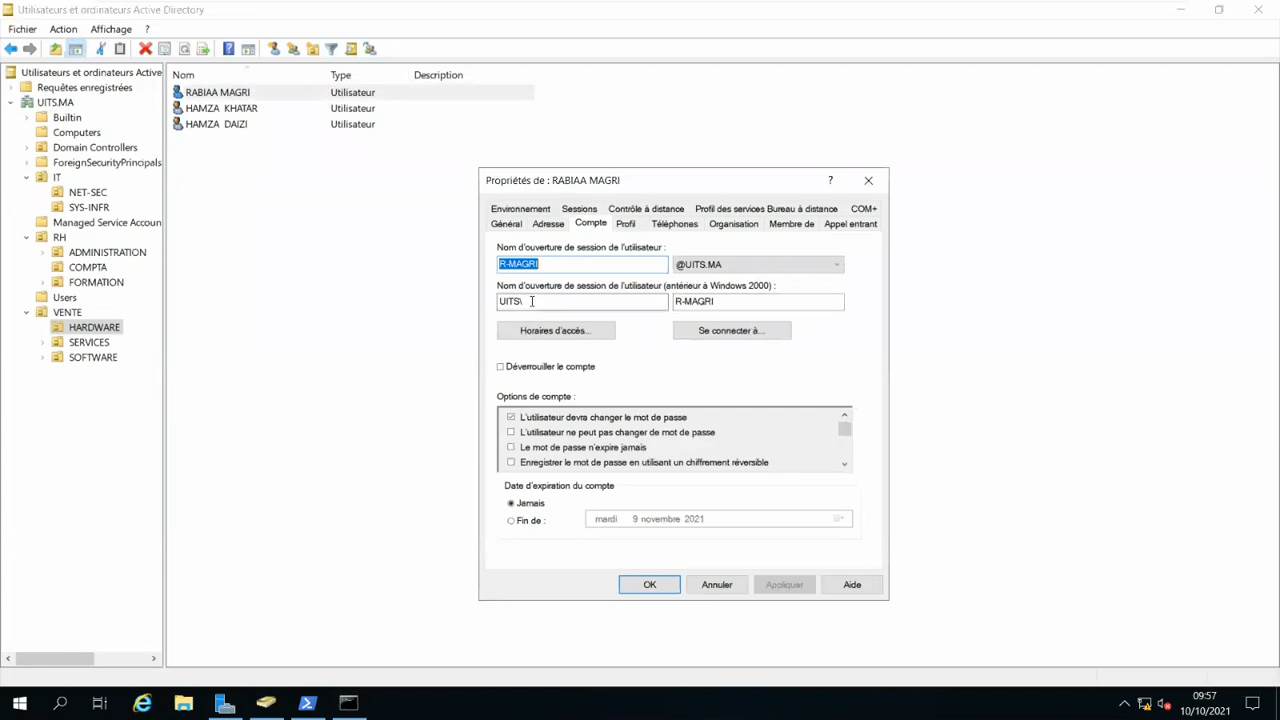 Utilisateurs et ordinateurs Active Directory
Fichier Action Affichage ?
Utilisateurs et ordinateurs Active
Requêtes enregistrées
UITS.MA
Builtin
Computers
Domain Controllers
ForeignSecurityPrincipals
IT
NET-SEC
SYS-INFR
Managed Service Accoun
RH
ADMINISTRATION
COMPTA
FORMATION
Users
VENTE
HARDWARE
SERVICES
SOFTWARE
Nom Type Description
RABIAA MAGRI Utilisateur
HAMZA KHATAR Utilisateur
HAMZA DAIZI Utilisateur
Propriétés de : RABIAA MAGRI ?
Environnement Sessions Contrôle à distance Profil des services Bureau à distance COM+
Général Adresse Compte Profil Téléphones Organisation Membre de Appel entrant
Nom d'ouverture de session de l'utilisateur :
R-MAGRI @UITS.MA
Nom d'ouverture de session de l'utilisateur (antérieur à Windows 2000) :
UITS\ R-MAGRI
Horaires d'accès... Se connecter à...
Déverrouiller le compte
Options de compte :
L'utilisateur devra changer le mot de passe
L'utilisateur ne peut pas changer de mot de passe
Le mot de passe n'expire jamais
Enregistrer le mot de passe en utilisant un chiffrement réversible
Date d'expiration du compte
Jamais
Fin de : mardi 9 novembre 2021
OK Annuler Appliquer Aide
09:57
10/10/2021